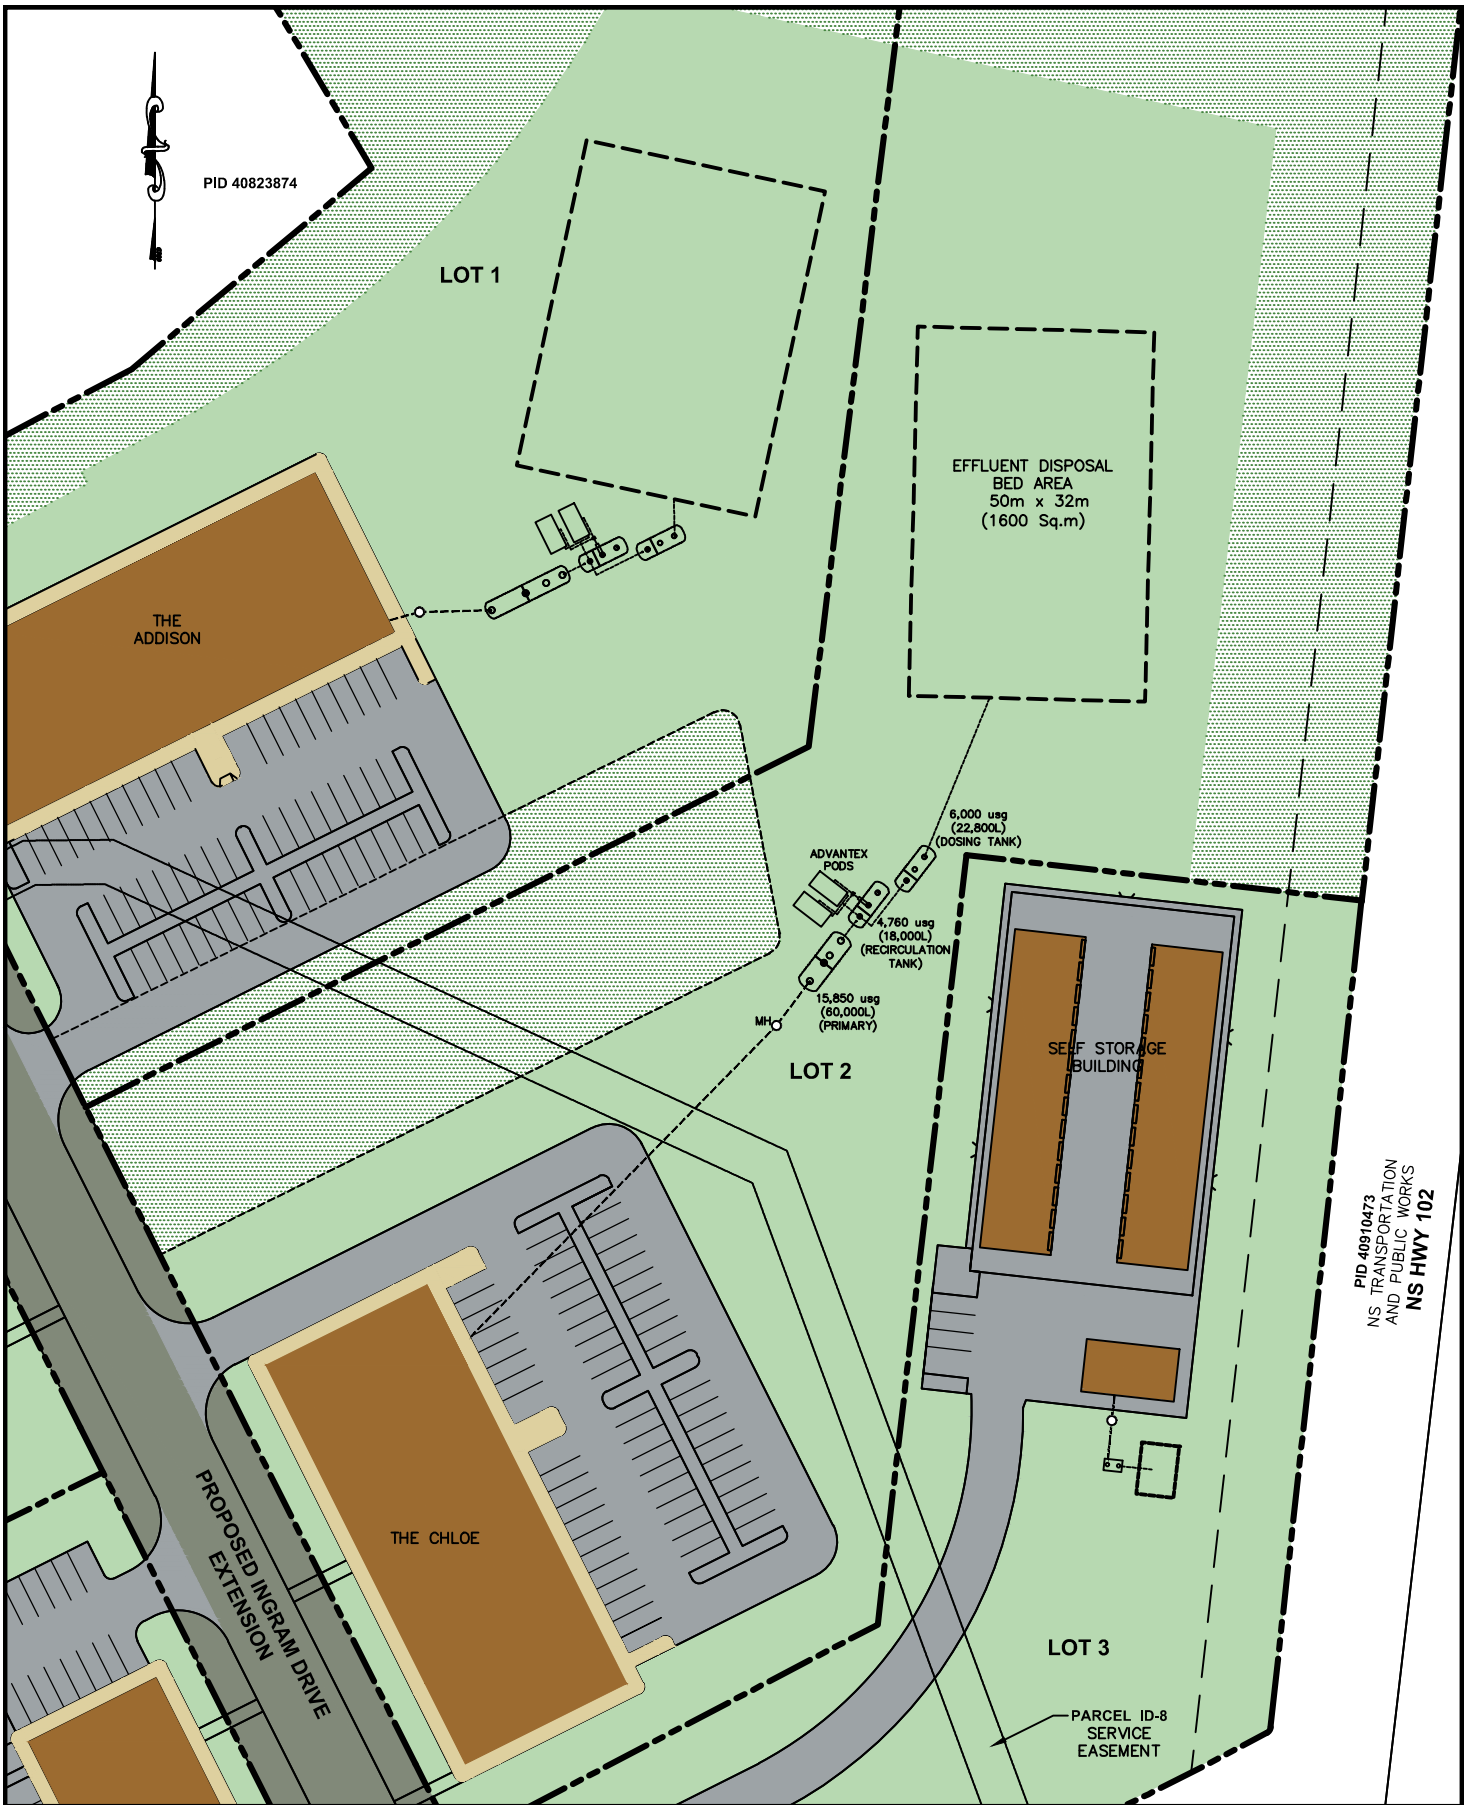 PID 40823874
LOT 1
EFFLUENT DISPOSAL
BED AREA
50m x 32m
(1600 Sq.m)
THE
ADDISON
6,000 usg
(22,800L)
(DOSING TANK)
ADVANTEX
PODS
4,760 usg
(18,000L)
(RECIRCULATION
TANK)
15,850 usg
(60,000L)
(PRIMARY)
MH
LOT 2
SELF STORAGE
BUILDING
PID 40910473
NS TRANSPORTATION
AND PUBLIC WORKS
NS HWY 102
THE CHLOE
PROPOSED INGRAM DRIVE
EXTENSION
LOT 3
PARCEL ID-8
SERVICE
EASEMENT